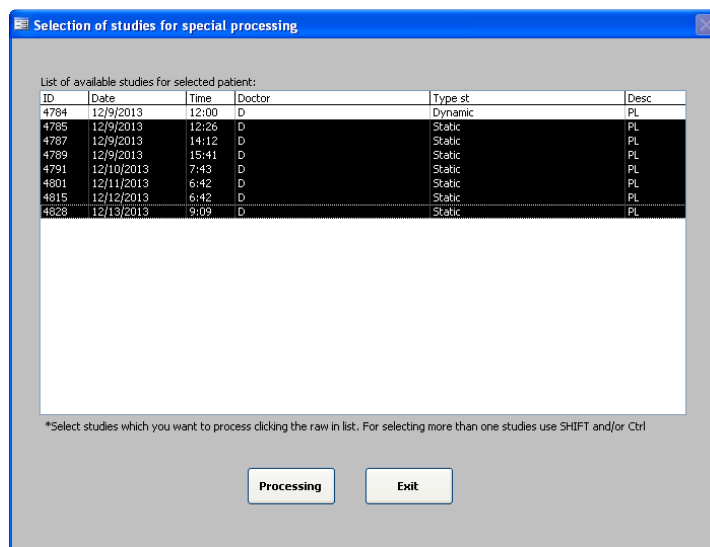 Selection of studies for special processing
List of available studies for selected patient:
ID Date Time Doctor Type st Desc
4784 12/9/2013 12:00 D Dynamic PL
4785 12/9/2013 12:26 D Static PL
4787 12/9/2013 14:12 D Static PL
4789 12/9/2013 15:41 D Static PL
4791 12/10/2013 7:43 D Static PL
4801 12/11/2013 6:42 D Static PL
4815 12/12/2013 6:42 D Static PL
4828 12/13/2013 9:09 D Static PL
*Select studies which you want to process clicking the raw in list. For selecting more than one studies use SHIFT and/or Ctrl
Processing Exit